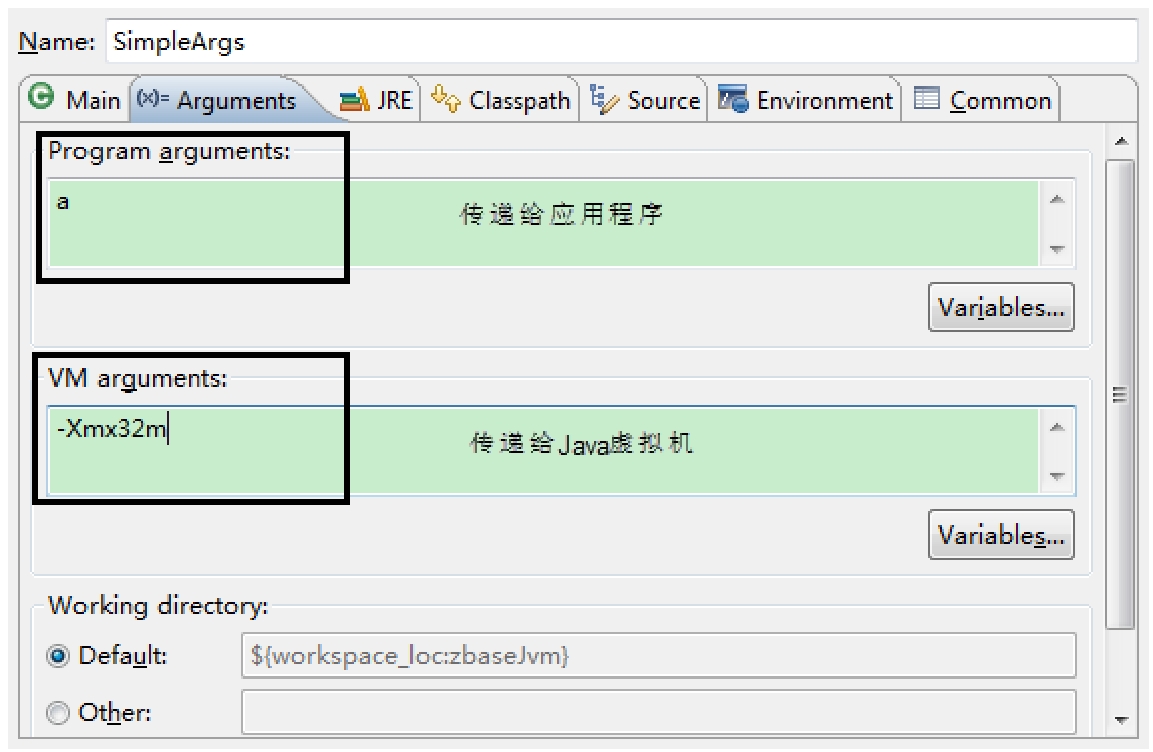 Name: SimpleArgs
Main (x)= Arguments JRE Classpath Source Environment Common
Program arguments:
a 传递给应用程序
Variables...
VM arguments:
-Xmx32m 传递给Java虚拟机
Variables...
Working directory:
Default: ${workspace_loc:zbaseJvm}
Other: